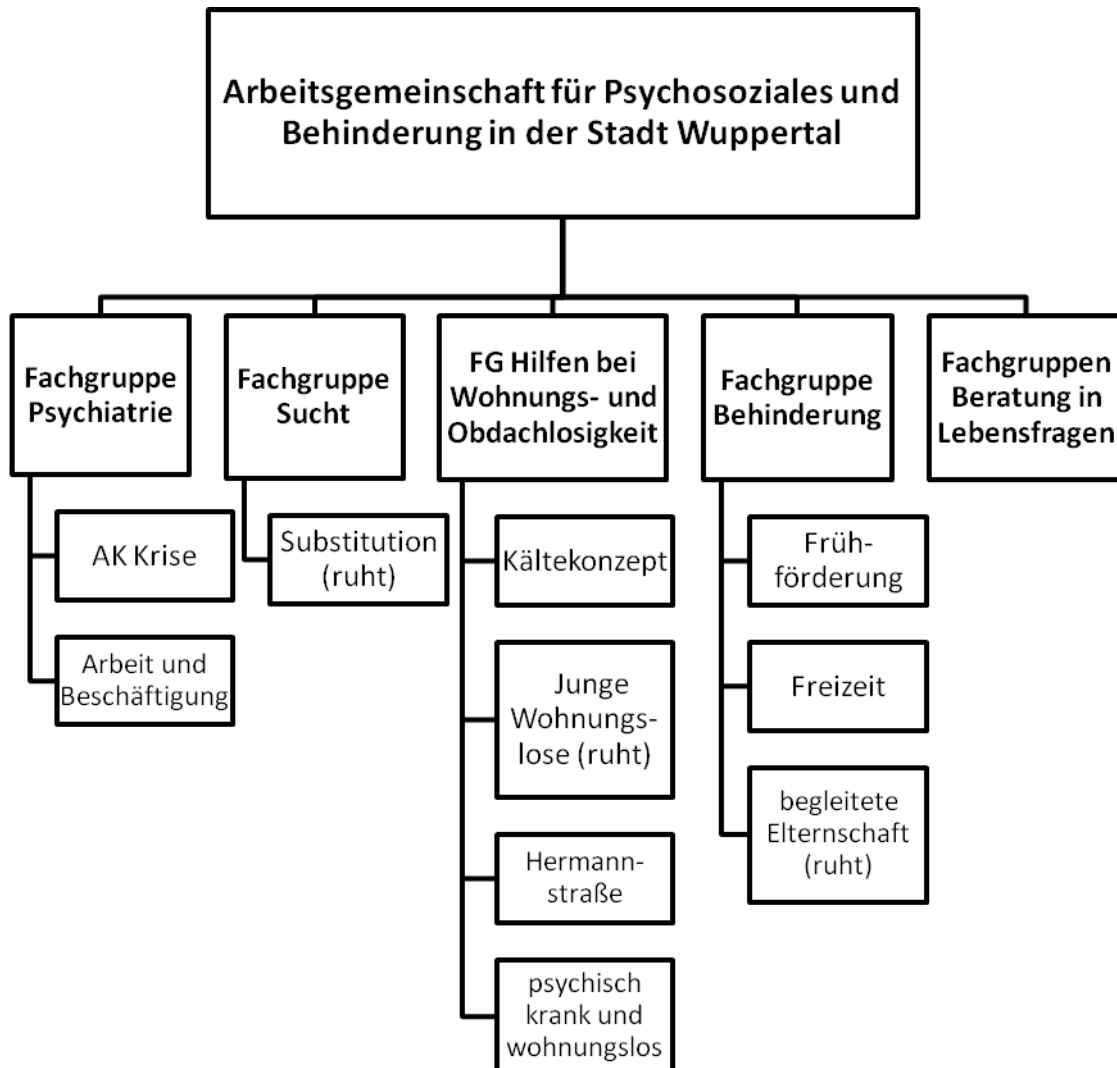 Arbeitsgemeinschaft für Psychosoziales und
Behinderung in der Stadt Wuppertal
Fachgruppe
Psychiatrie
AK Krise
Arbeit und
Beschäftigung
Fachgruppe
Sucht
Substitution
(ruht)
FG Hilfen bei
Wohnungs- und
Obdachlosigkeit
Kältekonzept
Junge
Wohnungs-
lose (ruht)
Hermann-
straße
psychisch
krank und
wohnungslos
Fachgruppe
Behinderung
Früh-
förderung
Freizeit
begleitete
Elternschaft
(ruht)
Fachgruppen
Beratung in
Lebensfragen